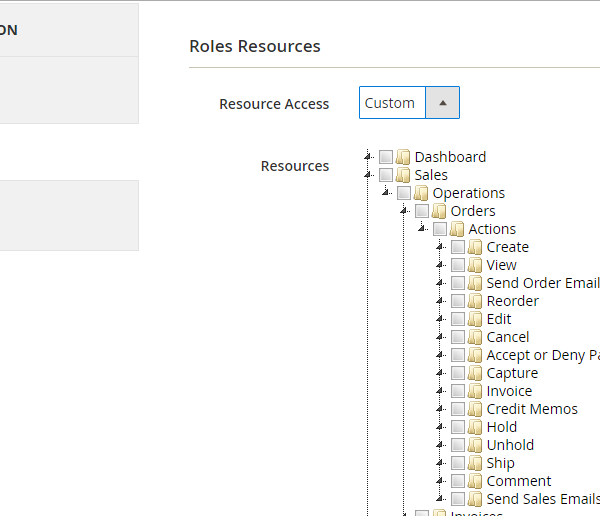 ON
Roles Resources
Resource Access
Custom
Resources
Dashboard
Sales
Operations
Orders
Actions
Create
View
Send Order Email
Reorder
Edit
Cancel
Accept or Deny Pa
Capture
Invoice
Credit Memos
Hold
Unhold
Ship
Comment
Send Sales Emails
Invoices